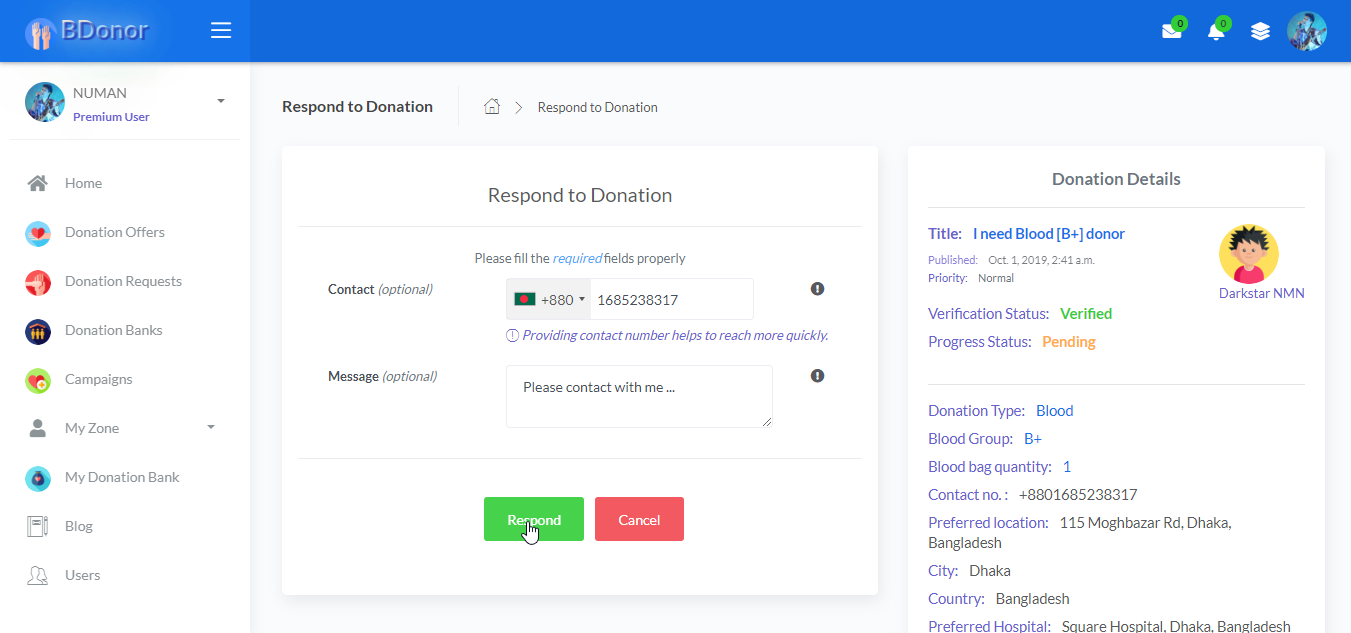 BDonor
0
0
NUMAN
Premium User
Home
Donation Offers
Donation Requests
Donation Banks
Campaigns
My Zone
My Donation Bank
Blog
Users
Respond to Donation
Respond to Donation
Respond to Donation
Please fill the required fields properly
Contact (optional)
+880 1685238317
Providing contact number helps to reach more quickly.
Message (optional)
Please contact with me ...
Respond
Cancel
Donation Details
Title: I need Blood [B+] donor
Published: Oct. 1, 2019, 2:41 a.m.
Priority: Normal
Darkstar NMN
Verification Status: Verified
Progress Status: Pending
Donation Type: Blood
Blood Group: B+
Blood bag quantity: 1
Contact no. : +8801685238317
Preferred location: 115 Moghbazar Rd, Dhaka,
Bangladesh
City: Dhaka
Country: Bangladesh
Preferred Hospital: Square Hospital, Dhaka, Bangladesh